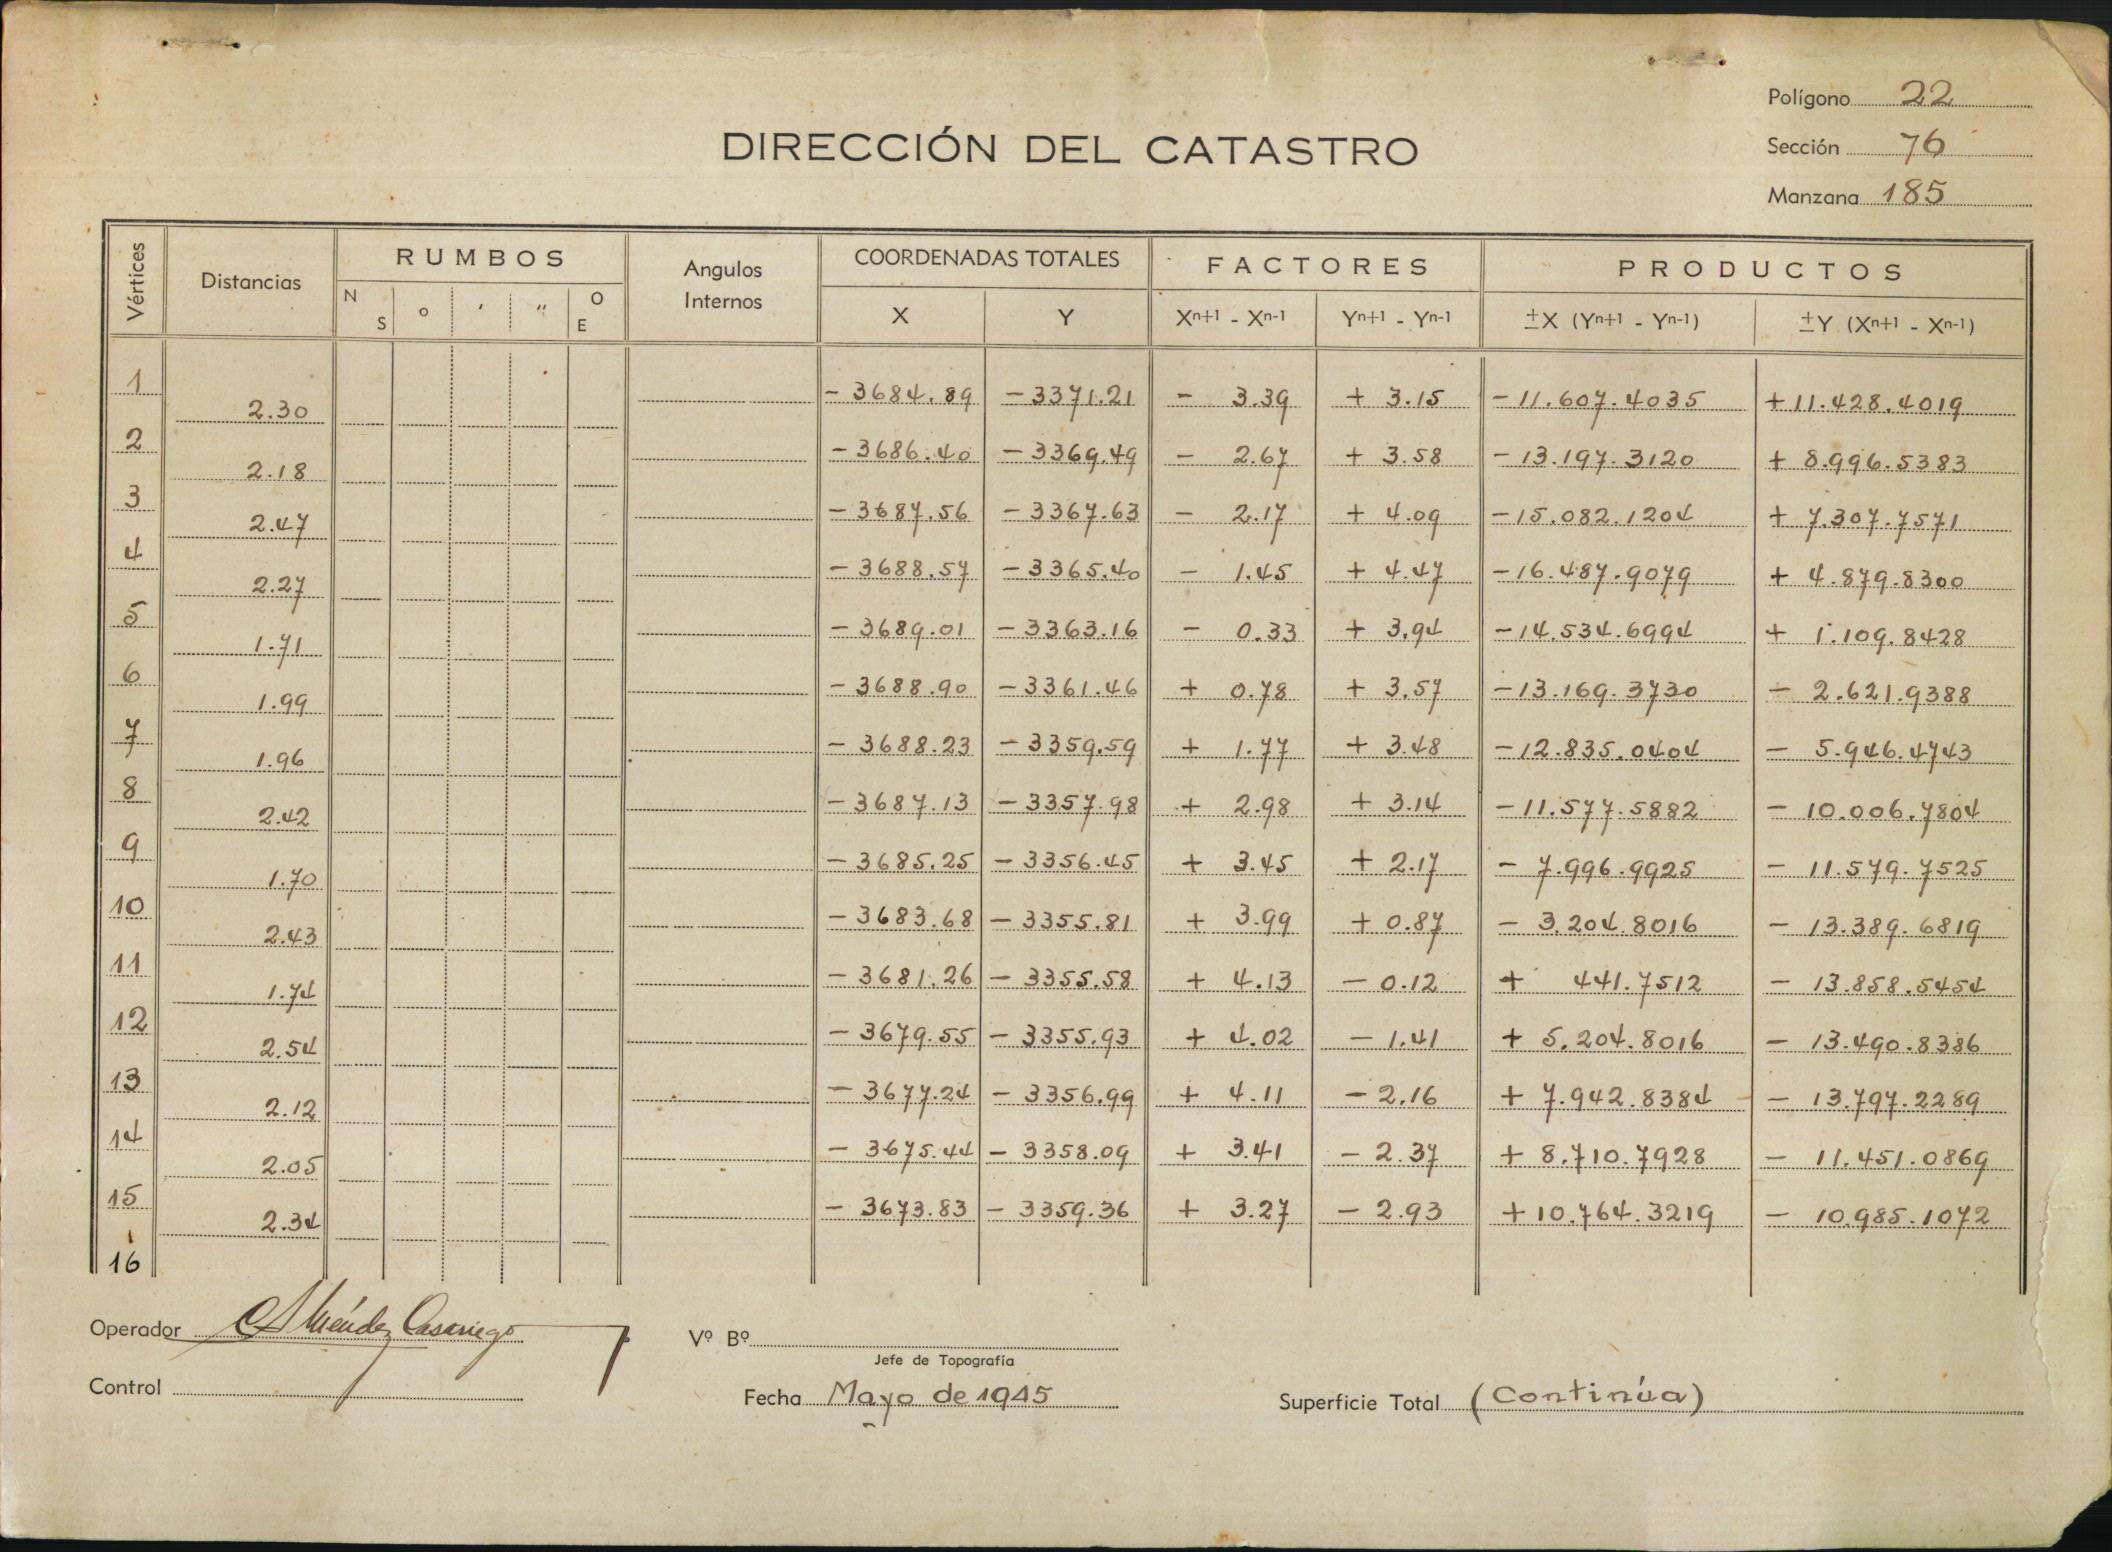 Polígono 22
DIRECCIÓN DEL CATASTRO
Sección 76
Manzana 185
Vértices Distancias RUMBOS Angulos Internos COORDENADAS TOTALES FACTORES PRODUCTOS
N S o ' " O E X Y Xn+1 - Xn-1 Yn+1 - Yn-1 ±X (Yn+1 - Yn-1) ±Y (Xn+1 - Xn-1)
1 - 3684.89 - 3371.21 - 3.39 + 3.15 - 11.607.4035 + 11.428.4019
2.30
2 - 3686.40 - 3369.49 - 2.67 + 3.58 - 13.197.3120 + 8.996.5383
2.18
3 - 3687.56 - 3367.63 - 2.17 + 4.09 - 15.082.1204 + 7.307.7571
2.47
4 - 3688.57 - 3365.40 - 1.45 + 4.47 - 16.487.9079 + 4.879.8300
2.27
5 - 3689.01 - 3363.16 - 0.33 + 3.94 - 14.534.6994 + 1.109.8428
1.71
6 - 3688.90 - 3361.46 + 0.78 + 3.57 - 13.169.3730 - 2.621.9388
1.99
7 - 3688.23 - 3359.59 + 1.77 + 3.48 - 12.835.0404 - 5.946.4743
1.96
8 - 3687.13 - 3357.98 + 2.98 + 3.14 - 11.577.5882 - 10.006.7804
2.42
9 - 3685.25 - 3356.45 + 3.45 + 2.17 - 7.996.9925 - 11.579.7525
1.70
10 - 3683.68 - 3355.81 + 3.99 + 0.87 - 3.204.8016 - 13.389.6819
2.43
11 - 3681.26 - 3355.58 + 4.13 - 0.12 + 441.7512 - 13.858.5454
1.74
12 - 3679.55 - 3355.93 + 4.02 - 1.41 + 5.204.8016 - 13.490.8386
2.54
13 - 3677.24 - 3356.99 + 4.11 - 2.16 + 7.942.8384 - 13.797.2289
2.12
14 - 3675.44 - 3358.09 + 3.41 - 2.37 + 8.710.7928 - 11.451.0869
2.05
15 - 3673.83 - 3359.36 + 3.27 - 2.93 + 10.764.3219 - 10.985.1072
2.34
16
Operador Méndez Casariego
Vº Bº
Jefe de Topografía
Control
Fecha Mayo de 1945
Superficie Total (Continúa)